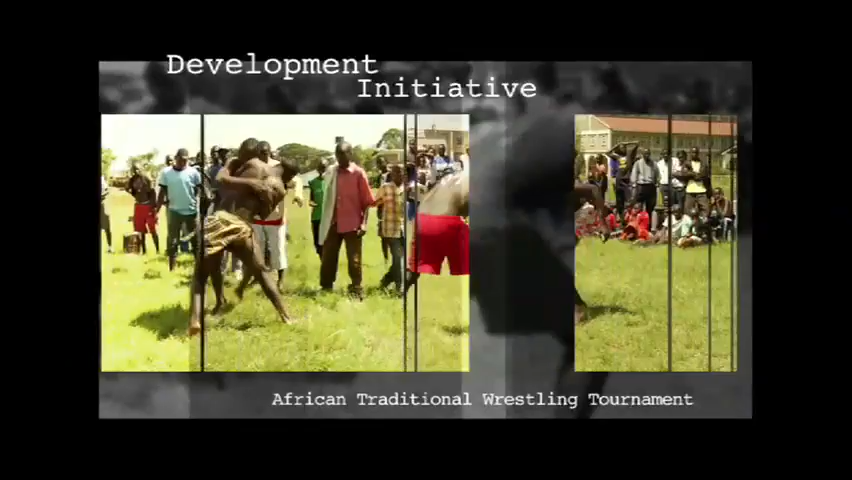 Development
Initiative
African Traditional Wrestling Tournament